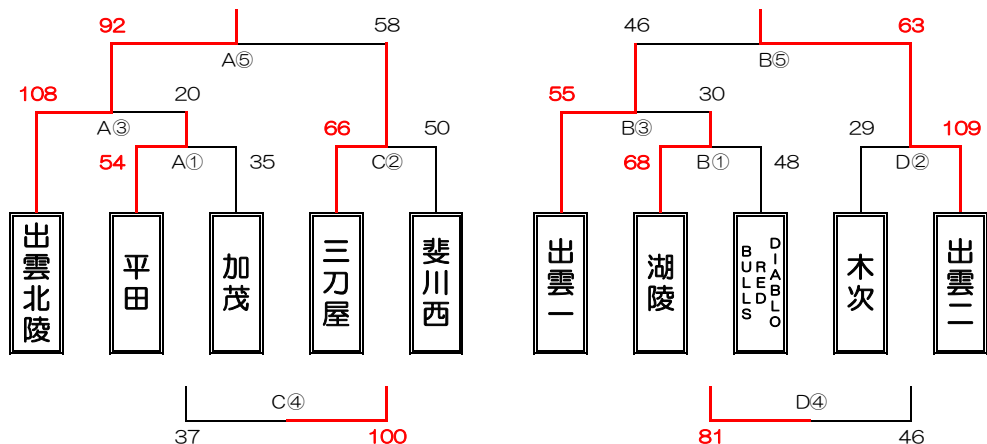 92
58
46
63
A⑤
B⑤
108
20
55
30
A③
66
50
B③
29
109
54
A①
35
C②
68
B①
48
D②
出雲北陵
平田
加茂
三刀屋
斐川西
出雲一
湖陵
DIABLO
RED
BULLS
木次
出雲二
C④
D④
37
100
81
46